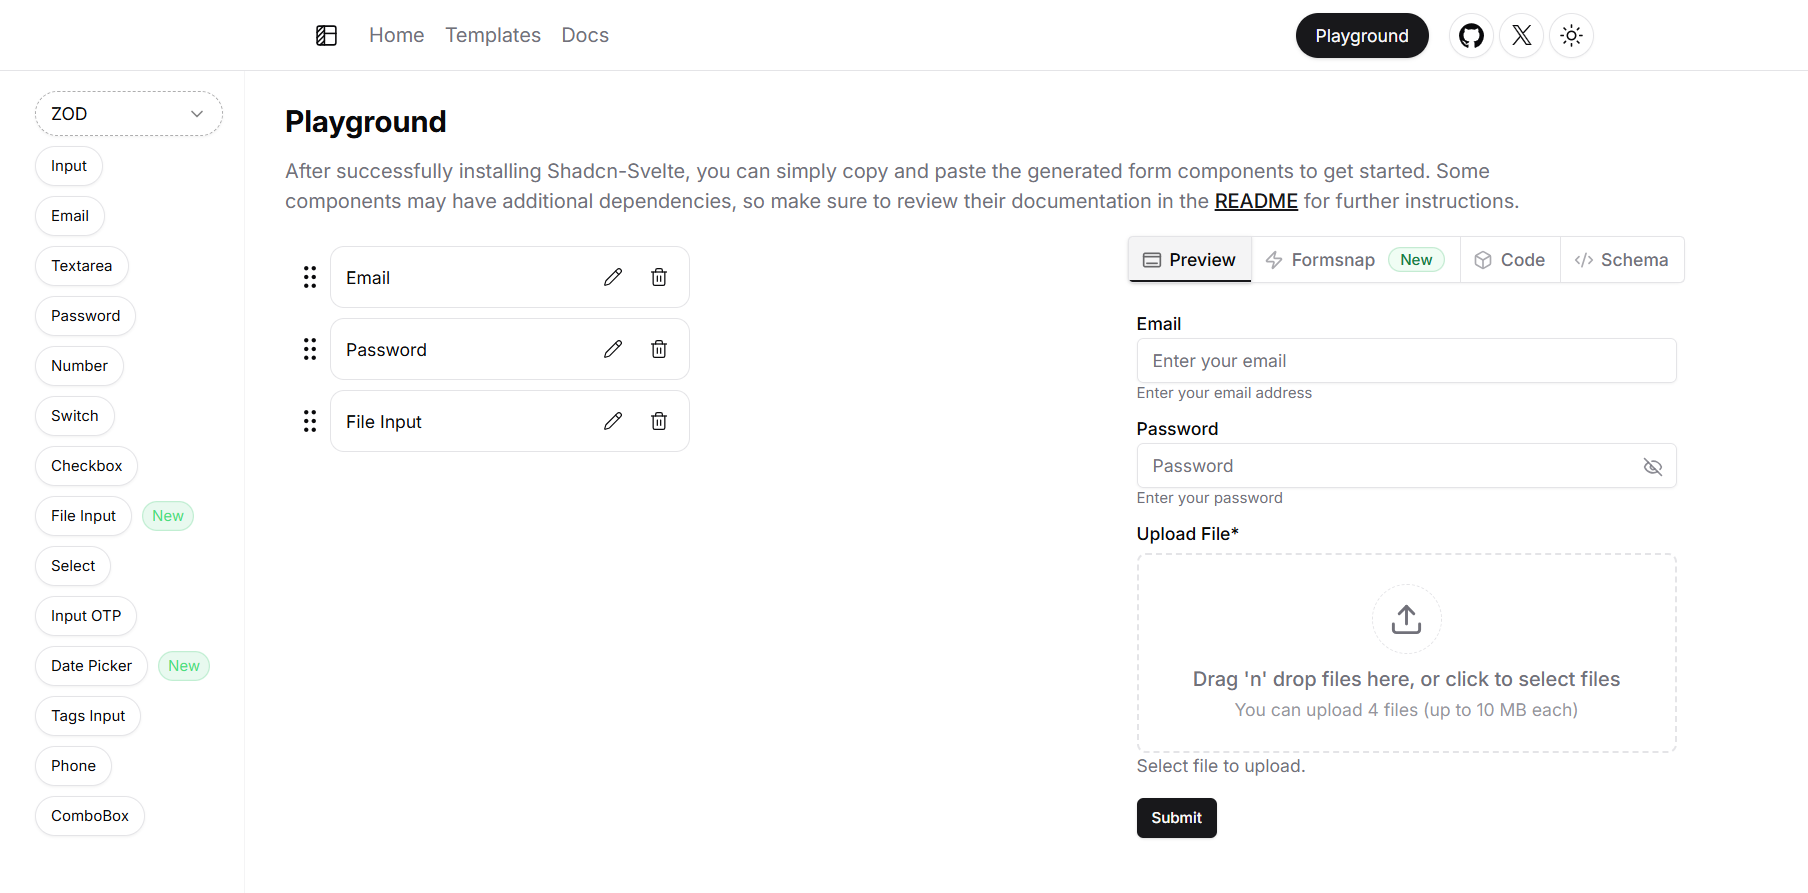 Home Templates Docs
Playground
ZOD
Input
Email
Textarea
Password
Number
Switch
Checkbox
File Input New
Select
Input OTP
Date Picker New
Tags Input
Phone
ComboBox
Playground
After successfully installing Shadcn-Svelte, you can simply copy and paste the generated form components to get started. Some
components may have additional dependencies, so make sure to review their documentation in the README for further instructions.
Email
Password
File Input
Preview Formsnap New Code Schema
Email
Enter your email
Enter your email address
Password
Password
Enter your password
Upload File*
Drag 'n' drop files here, or click to select files
You can upload 4 files (up to 10 MB each)
Select file to upload.
Submit